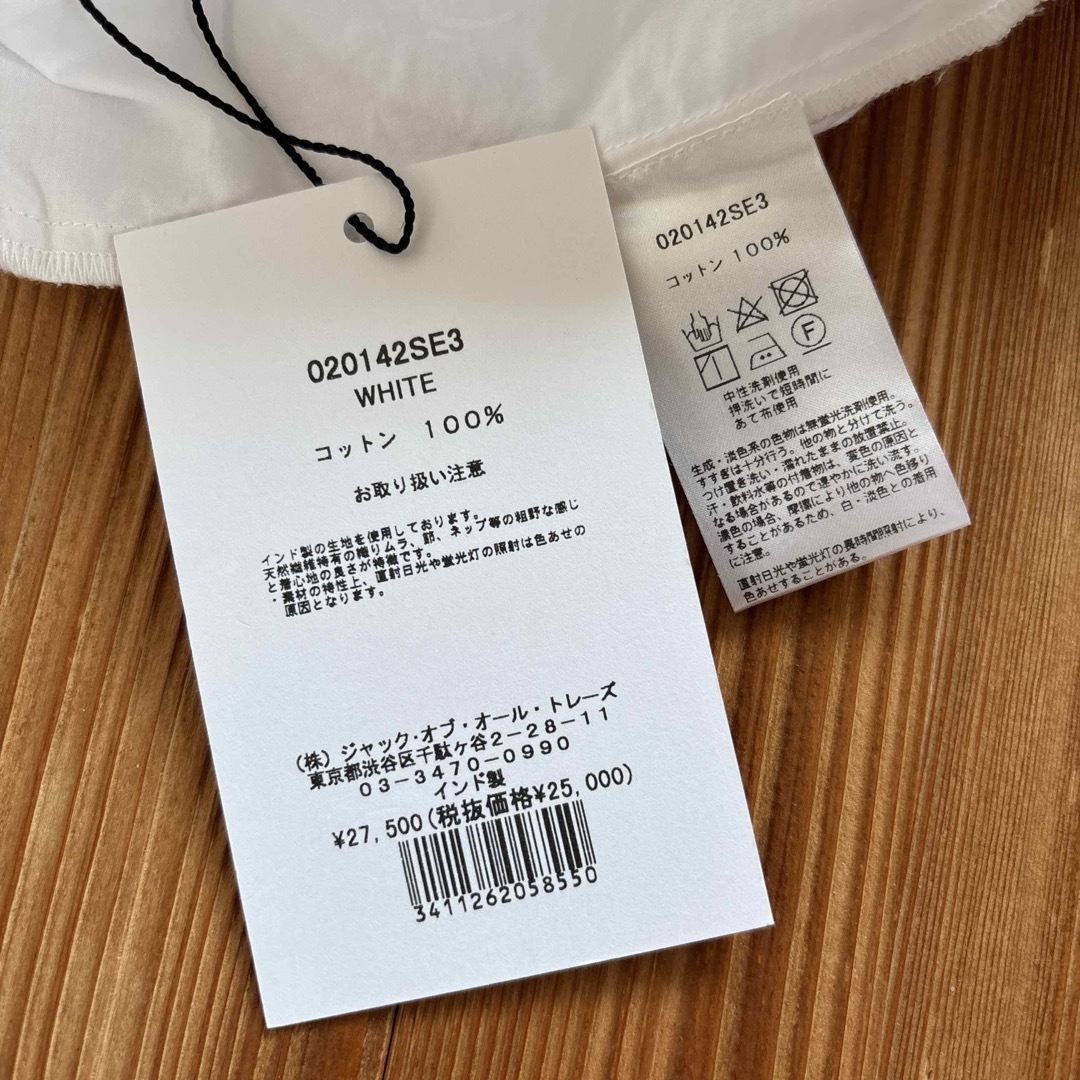 020142SE3
WHITE
コットン 100%
お取り扱い注意
インド製の生地を使用しております。
天然繊維特有の織りムラ、節、ネップ等の粗野な感じ
と着心地の良さが特徴です。
・素材の特性上、直射日光や蛍光灯の照射は色あせの
原因となります。
(株) ジャック・オブ・オール・トレーズ
東京都渋谷区千駄ケ谷2-28-11
03-3470-0990
インド製
¥27,500(税抜価格¥25,000)
3411262058550
020142SE3
コットン 100%
F
中性洗剤使用
押洗いで短時間に
あて布使用
生成・淡色系の色物は無蛍光洗剤使用。
すすぎは十分行う。他の物と分けて洗う。
つけ置き洗い・濡れたままの放置禁止。
汗・飲料水等の付着物は、変色の原因と
なる場合があるので速やかに洗い流す。
濃色の場合、摩擦により他の物へ色移り
することがあるため、白・淡色との着用
に注意。
直射日光や蛍光灯の長時間照射により、
色あせすることがある。